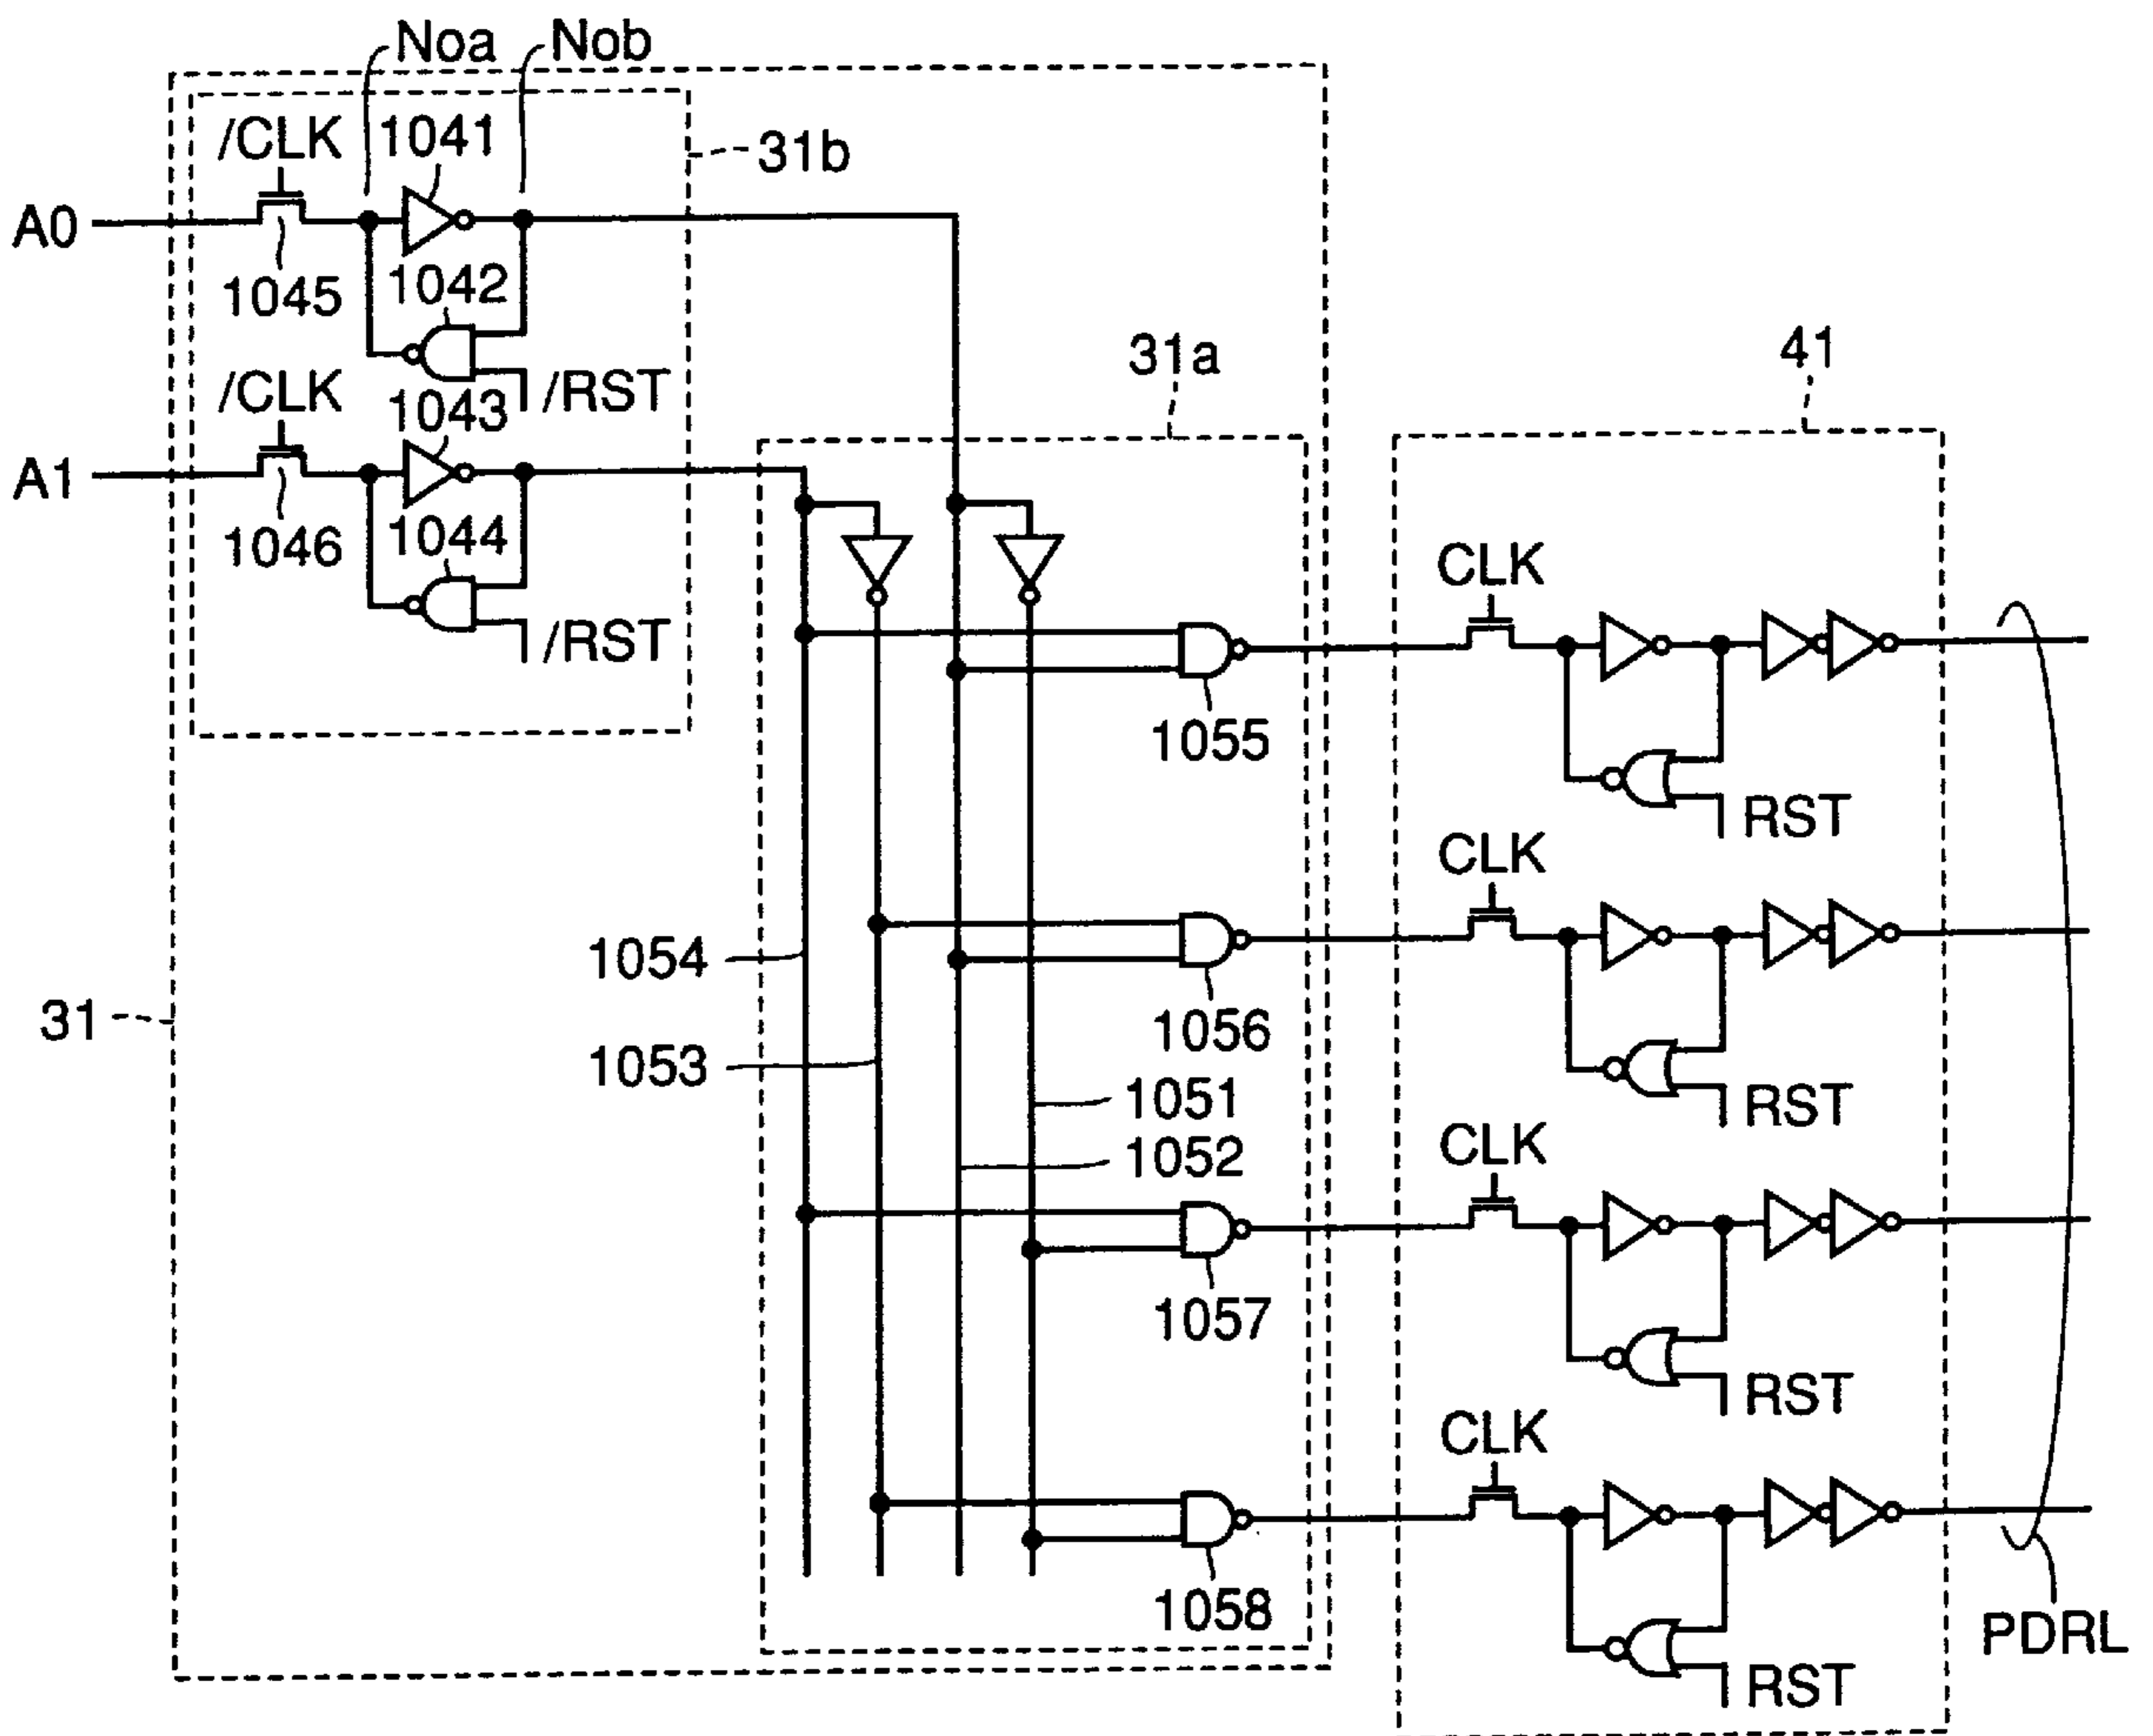 Noa Nob
/CLK 1041
31b
A0
1045 1042
/RST
/CLK 1043
A1
1046 1044
/RST
31a
41
CLK
1055
RST
CLK
1054
1056
31
1053
1051
RST
1052
CLK
1057
RST
CLK
1058
PDRL
RST